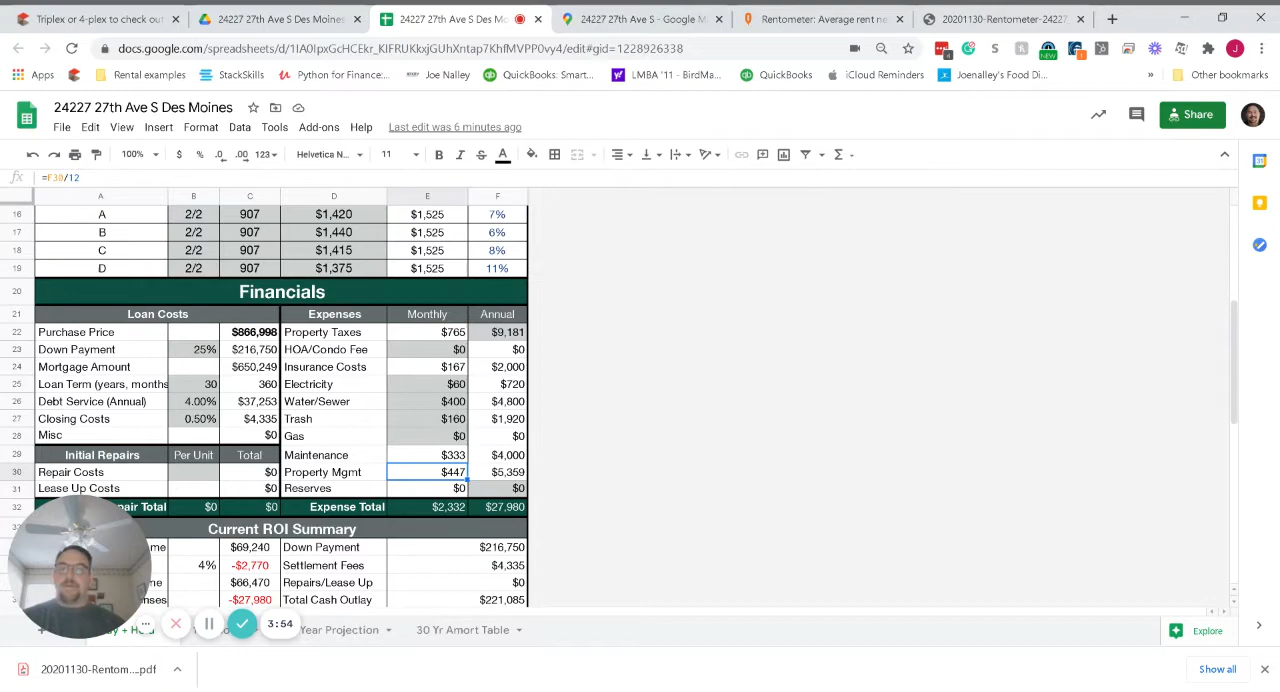 Triplex or 4-plex to check out
24227 27th Ave S Des Moines
24227 27th Ave S Des Mo
24227 27th Ave S - Google M
Rentometer: Average rent ne
20201130-Rentometer-24227
docs.google.com/spreadsheets/d/1IA0IpxGcHCEkr_KIFRUKkxjGUhXntap7KhfMVPP0vy4/edit#gid=1228926338
Apps
Rental examples
StackSkills
Python for Finance:...
Joe Nalley
QuickBooks: Smart...
LMBA '11 - BirdMa...
QuickBooks
iCloud Reminders
Joenalley's Food Di...
» Other bookmarks
24227 27th Ave S Des Moines
File Edit View Insert Format Data Tools Add-ons Help Last edit was 6 minutes ago
Share
100% $ % .0 .00 123 Helvetica N... 11 B I S A
fx =F30/12
A B C D E F
16 A 2/2 907 $1,420 $1,525 7%
17 B 2/2 907 $1,440 $1,525 6%
18 C 2/2 907 $1,415 $1,525 8%
19 D 2/2 907 $1,375 $1,525 11%
20 Financials
21 Loan Costs Expenses Monthly Annual
22 Purchase Price $866,998 Property Taxes $765 $9,181
23 Down Payment 25% $216,750 HOA/Condo Fee $0 $0
24 Mortgage Amount $650,249 Insurance Costs $167 $2,000
25 Loan Term (years, months 30 360 Electricity $60 $720
26 Debt Service (Annual) 4.00% $37,253 Water/Sewer $400 $4,800
27 Closing Costs 0.50% $4,335 Trash $160 $1,920
28 Misc $0 Gas $0 $0
29 Initial Repairs Per Unit Total Maintenance $333 $4,000
30 Repair Costs $0 Property Mgmt $447 $5,359
31 Lease Up Costs $0 Reserves $0 $0
32 pair Total $0 $0 Expense Total $2,332 $27,980
Current ROI Summary
me $69,240 Down Payment $216,750
4% -$2,770 Settlement Fees $4,335
me $66,470 Repairs/Lease Up $0
nses -$27,980 Total Cash Outlay $221,085
3:54
Year Projection
30 Yr Amort Table
Explore
20201130-Rentom....pdf
Show all